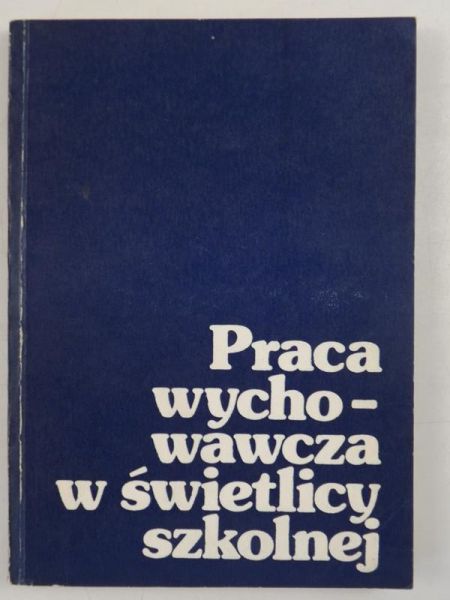 Praca
wycho-
wawcza
w świetlicy
szkolnej